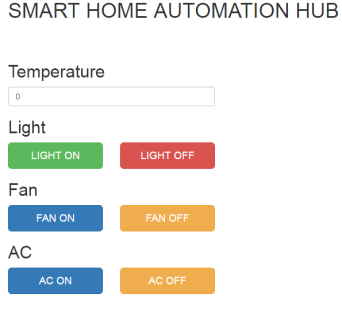 SMART HOME AUTOMATION HUB
Temperature
0
Light
LIGHT ON LIGHT OFF
Fan
FAN ON FAN OFF
AC
AC ON AC OFF